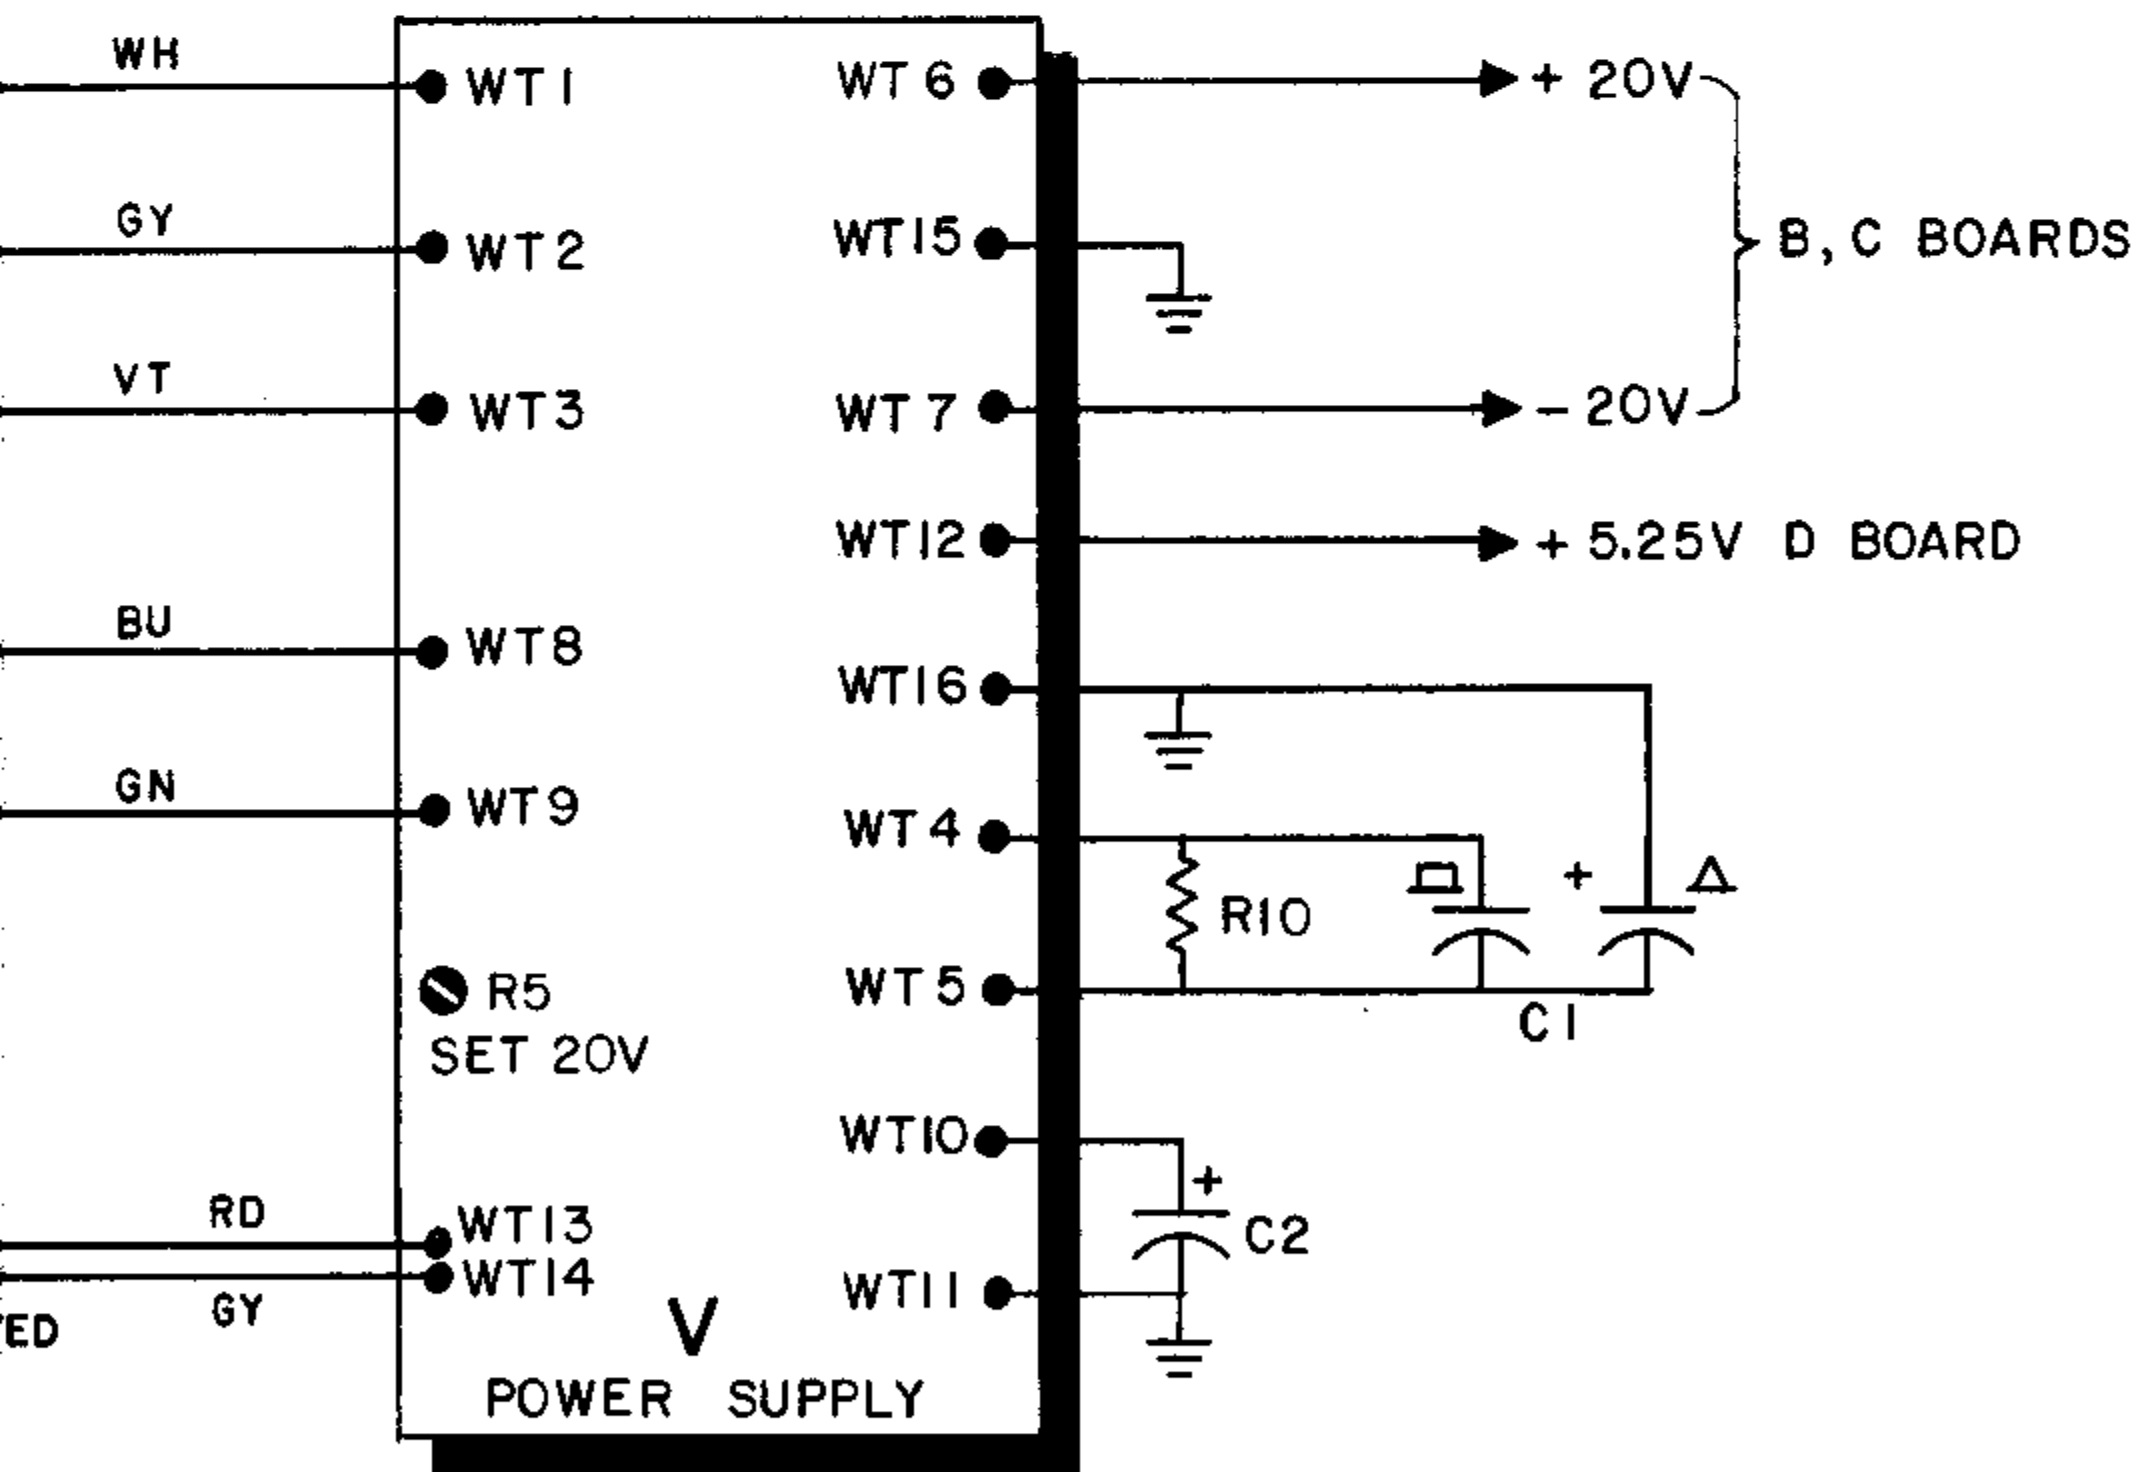 WH
WT1
GY
WT2
VT
WT3
BU
WT8
GN
WT9
R5
SET 20V
RD
WT13
WT14
GY
ED
V
POWER SUPPLY
WT 6
+ 20V
WT15
B, C BOARDS
WT 7
- 20V
WT12
+ 5.25V D BOARD
WT16
WT 4
R10
+
Δ
WT 5
C1
WT10
+
C2
WT11